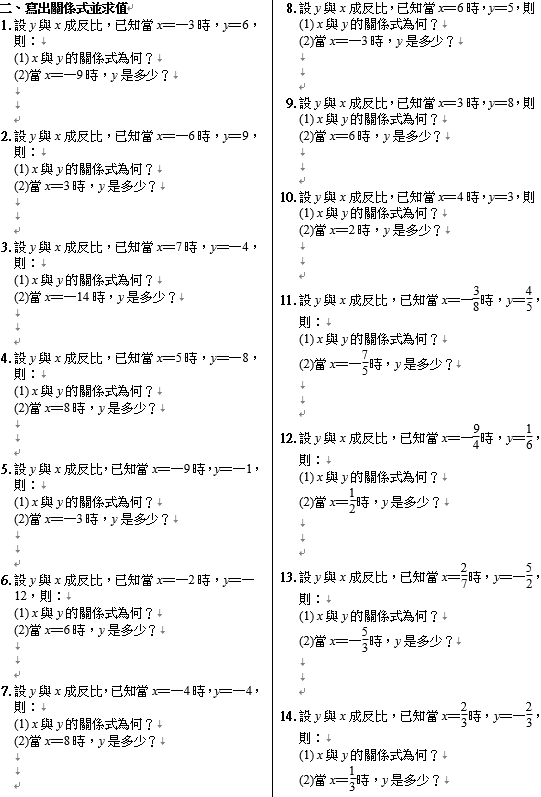 二、寫出關係式並求值
1.設 y 與 x 成反比，已知當 x=－3 時，y=6，
則：
(1) x 與 y 的關係式為何？
(2)當 x=－9 時，y 是多少？
2.設 y 與 x 成反比，已知當 x=－6 時，y=9，
則：
(1) x 與 y 的關係式為何？
(2)當 x=3 時，y 是多少？
3.設 y 與 x 成反比，已知當 x=7 時，y=－4，
則：
(1) x 與 y 的關係式為何？
(2)當 x=－14 時，y 是多少？
4.設 y 與 x 成反比，已知當 x=5 時，y=－8，
則：
(1) x 與 y 的關係式為何？
(2)當 x=8 時，y 是多少？
5.設 y 與 x 成反比，已知當 x=－9 時，y=－1，
則：
(1) x 與 y 的關係式為何？
(2)當 x=－3 時，y 是多少？
6.設 y 與 x 成反比，已知當 x=－2 時，y=－
12，則：
(1) x 與 y 的關係式為何？
(2)當 x=6 時，y 是多少？
7.設 y 與 x 成反比，已知當 x=－4 時，y=－4，
則：
(1) x 與 y 的關係式為何？
(2)當 x=8 時，y 是多少？
8.設 y 與 x 成反比，已知當 x=6 時，y=5，則
(1) x 與 y 的關係式為何？
(2)當 x=－3 時，y 是多少？
9.設 y 與 x 成反比，已知當 x=3 時，y=8，則
(1) x 與 y 的關係式為何？
(2)當 x=6 時，y 是多少？
10.設 y 與 x 成反比，已知當 x=4 時，y=3，則
(1) x 與 y 的關係式為何？
(2)當 x=2 時，y 是多少？
11.設 y 與 x 成反比，已知當 x=－3/8時，y=4/5，
則：
(1) x 與 y 的關係式為何？
(2)當 x=－7/5時，y 是多少？
12.設 y 與 x 成反比，已知當 x=－9/4時，y=1/6，
則：
(1) x 與 y 的關係式為何？
(2)當 x=1/2時，y 是多少？
13.設 y 與 x 成反比，已知當 x=2/7時，y=－5/2，
則：
(1) x 與 y 的關係式為何？
(2)當 x=－5/3時，y 是多少？
14.設 y 與 x 成反比，已知當 x=2/3時，y=－2/3，
則：
(1) x 與 y 的關係式為何？
(2)當 x=1/3時，y 是多少？